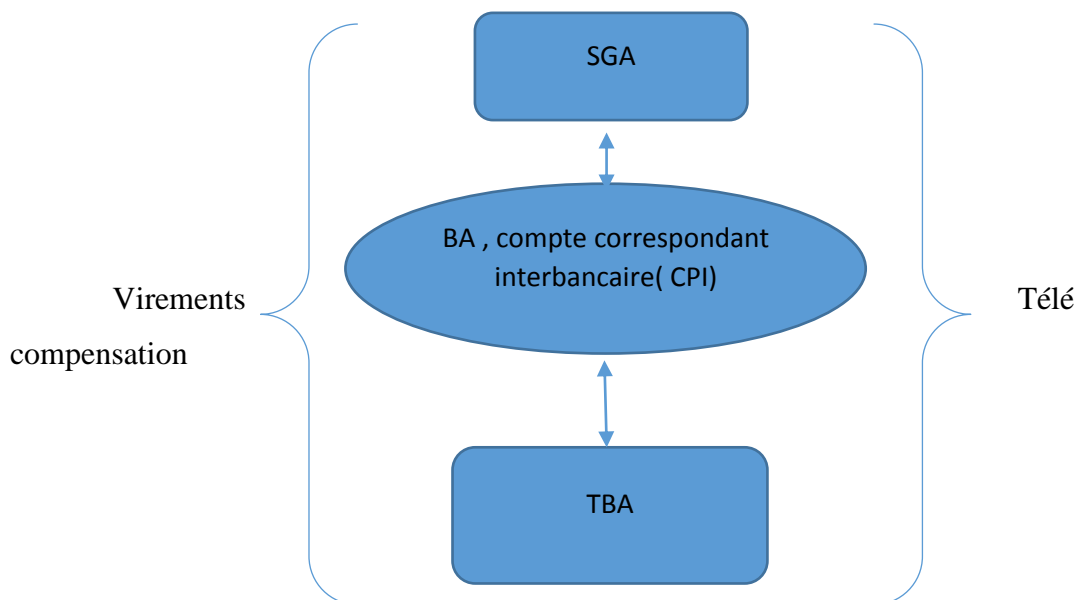 SGA
BA , compte correspondant
interbancaire( CPI)
Virements
Télé
compensation
TBA